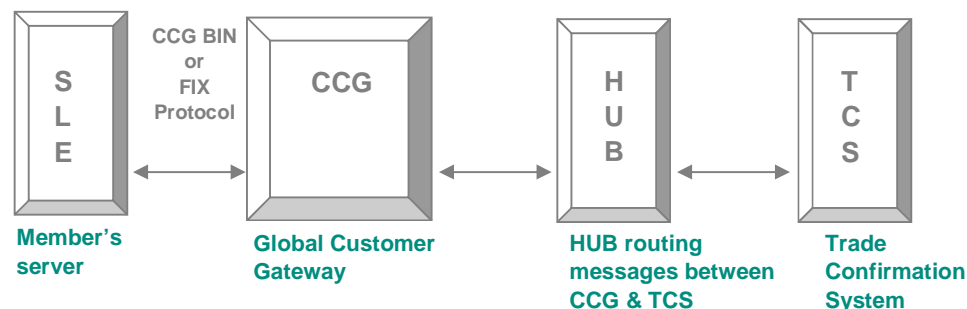 S
L
E
CCG BIN
or
FIX
Protocol
CCG
H
U
B
T
C
S
Member's
server
Global Customer
Gateway
HUB routing
messages between
CCG & TCS
Trade
Confirmation
System